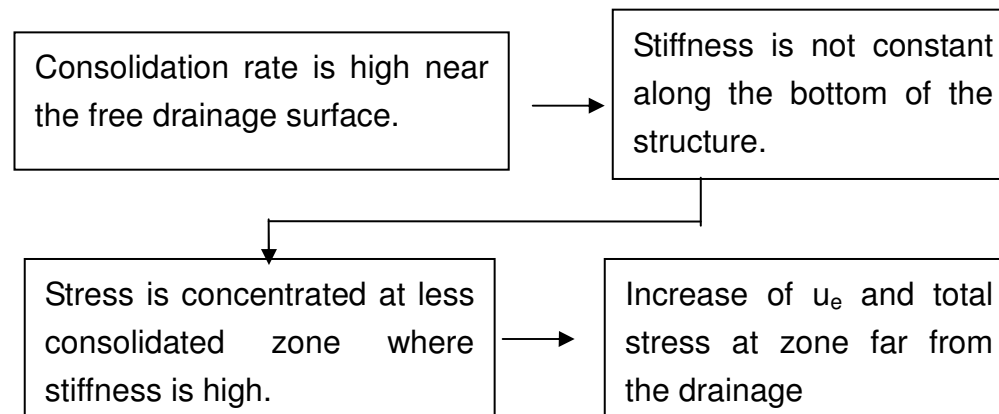 Consolidation rate is high near
the free drainage surface.
Stiffness is not constant
along the bottom of the
structure.
Stress is concentrated at less
consolidated zone where
stiffness is high.
Increase of uₑ and total
stress at zone far from
the drainage